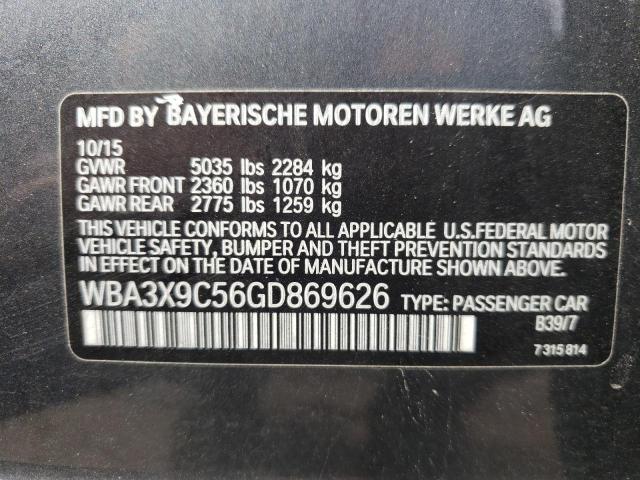 MFD BY BAYERISCHE MOTOREN WERKE AG
10/15
GVWR 5035 lbs 2284 kg
GAWR FRONT 2360 lbs 1070 kg
GAWR REAR 2775 lbs 1259 kg
THIS VEHICLE CONFORMS TO ALL APPLICABLE U.S.FEDERAL MOTOR
VEHICLE SAFETY, BUMPER AND THEFT PREVENTION STANDARDS
IN EFFECT ON THE DATE OF MANUFACTURE SHOWN ABOVE.
WBA3X9C56GD869626 TYPE: PASSENGER CAR
B39/7
7 315 814